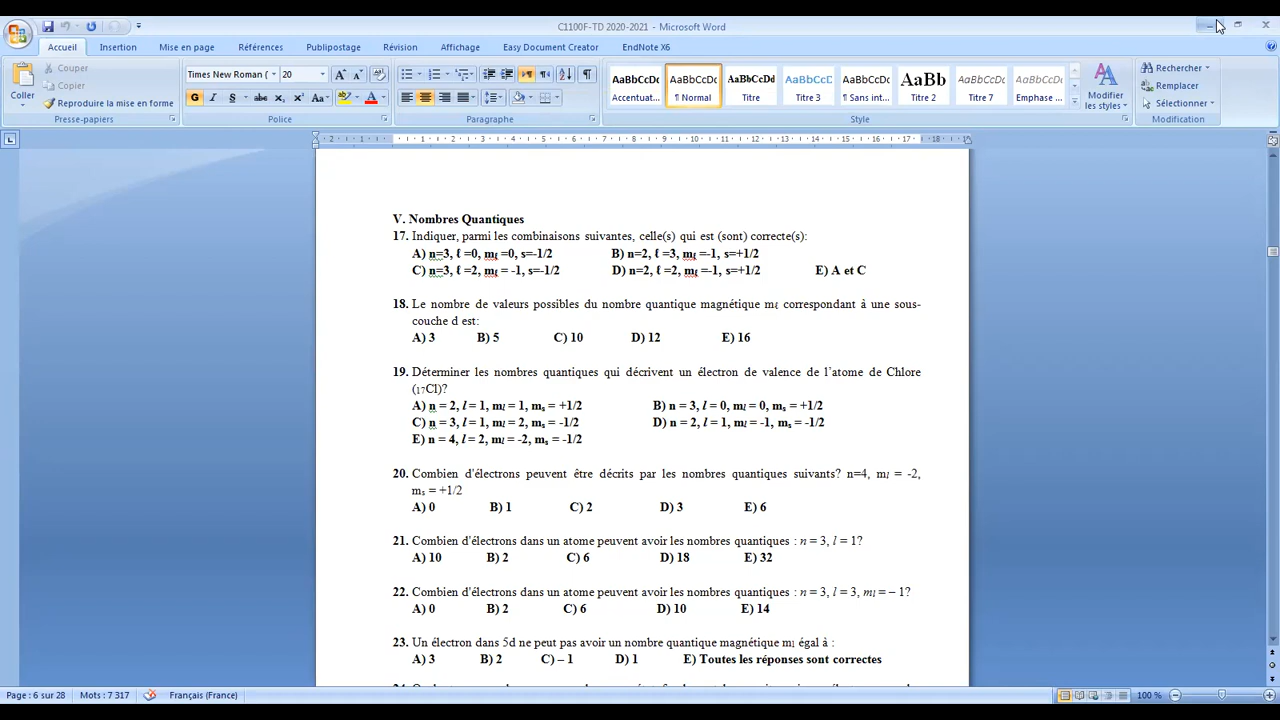 C1100F-TD 2020-2021 - Microsoft Word
Accueil Insertion Mise en page Références Publipostage Révision Affichage Easy Document Creator EndNote X6
Coller
Couper
Copier
Reproduire la mise en forme
Presse-papiers
Times New Roman ( 20
G I S abc x₂ x² Aa
Police
Paragraphe
AaBbCcDc AaBbCcDc AaBbCcDd AaBbCcD AaBbCcDc AaBb AaBbCcDd AaBbCcDd
Accentuat... ¶ Normal Titre Titre 3 ¶ Sans int... Titre 2 Titre 7 Emphase ...
Modifier les styles
Style
Rechercher
Remplacer
Sélectionner
Modification
V. Nombres Quantiques
17. Indiquer, parmi les combinaisons suivantes, celle(s) qui est (sont) correcte(s):
A) n=3, ℓ =0, mℓ =0, s=-1/2 B) n=2, ℓ =3, mℓ =-1, s=+1/2
C) n=3, ℓ =2, mℓ = -1, s=-1/2 D) n=2, ℓ =2, mℓ =-1, s=+1/2 E) A et C
18. Le nombre de valeurs possibles du nombre quantique magnétique mℓ correspondant à une sous-
couche d est:
A) 3 B) 5 C) 10 D) 12 E) 16
19. Déterminer les nombres quantiques qui décrivent un électron de valence de l'atome de Chlore
(₁₇Cl)?
A) n = 2, l = 1, ml = 1, ms = +1/2 B) n = 3, l = 0, ml = 0, ms = +1/2
C) n = 3, l = 1, ml = 2, ms = -1/2 D) n = 2, l = 1, ml = -1, ms = -1/2
E) n = 4, l = 2, ml = -2, ms = -1/2
20. Combien d'électrons peuvent être décrits par les nombres quantiques suivants? n=4, ml = -2,
ms = +1/2
A) 0 B) 1 C) 2 D) 3 E) 6
21. Combien d'électrons dans un atome peuvent avoir les nombres quantiques : n = 3, l = 1?
A) 10 B) 2 C) 6 D) 18 E) 32
22. Combien d'électrons dans un atome peuvent avoir les nombres quantiques : n = 3, l = 3, ml = – 1?
A) 0 B) 2 C) 6 D) 10 E) 14
23. Un électron dans 5d ne peut pas avoir un nombre quantique magnétique ml égal à :
A) 3 B) 2 C) – 1 D) 1 E) Toutes les réponses sont correctes
Page : 6 sur 28 Mots : 7 317 Français (France) 100 %